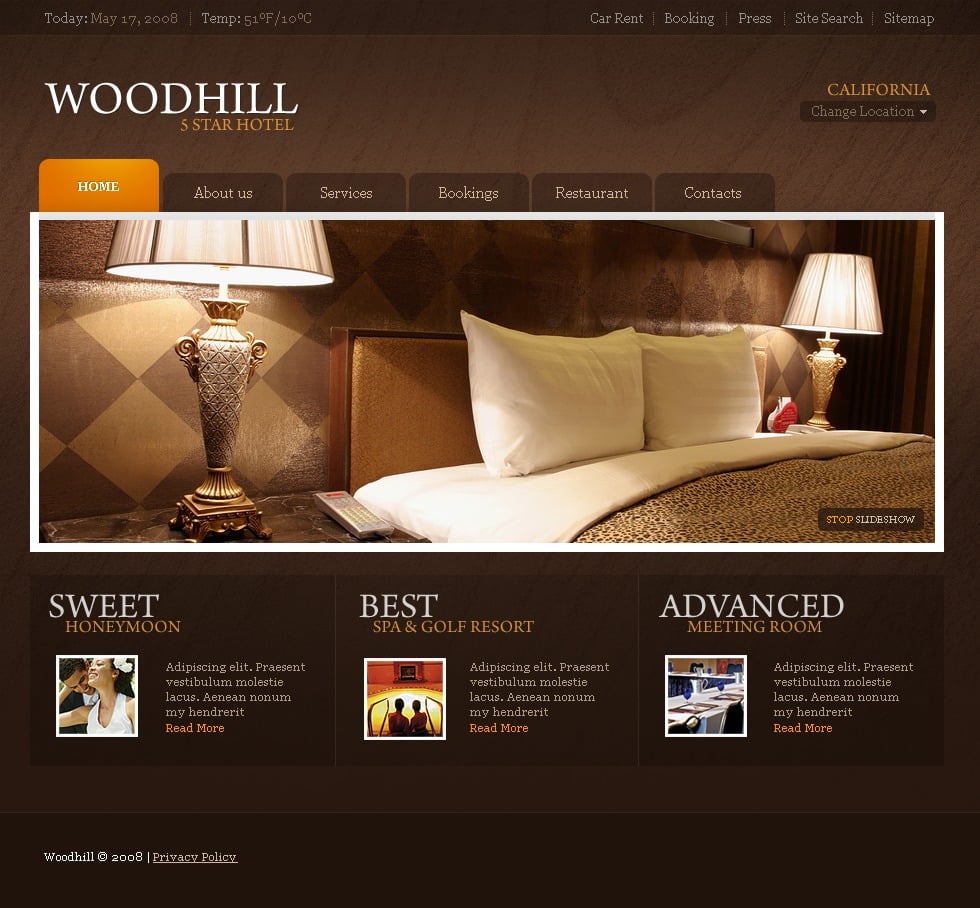 Today: May 17, 2008 Temp: 51ºF/10ºC
Car Rent Booking Press Site Search Sitemap
WOODHILL
5 STAR HOTEL
CALIFORNIA
Change Location
HOME About us Services Bookings Restaurant Contacts
STOP SLIDESHOW
SWEET
HONEYMOON
Adipiscing elit. Praesent
vestibulum molestie
lacus. Aenean nonum
my hendrerit
Read More
BEST
SPA & GOLF RESORT
Adipiscing elit. Praesent
vestibulum molestie
lacus. Aenean nonum
my hendrerit
Read More
ADVANCED
MEETING ROOM
Adipiscing elit. Praesent
vestibulum molestie
lacus. Aenean nonum
my hendrerit
Read More
Woodhill © 2008 | Privacy Policy